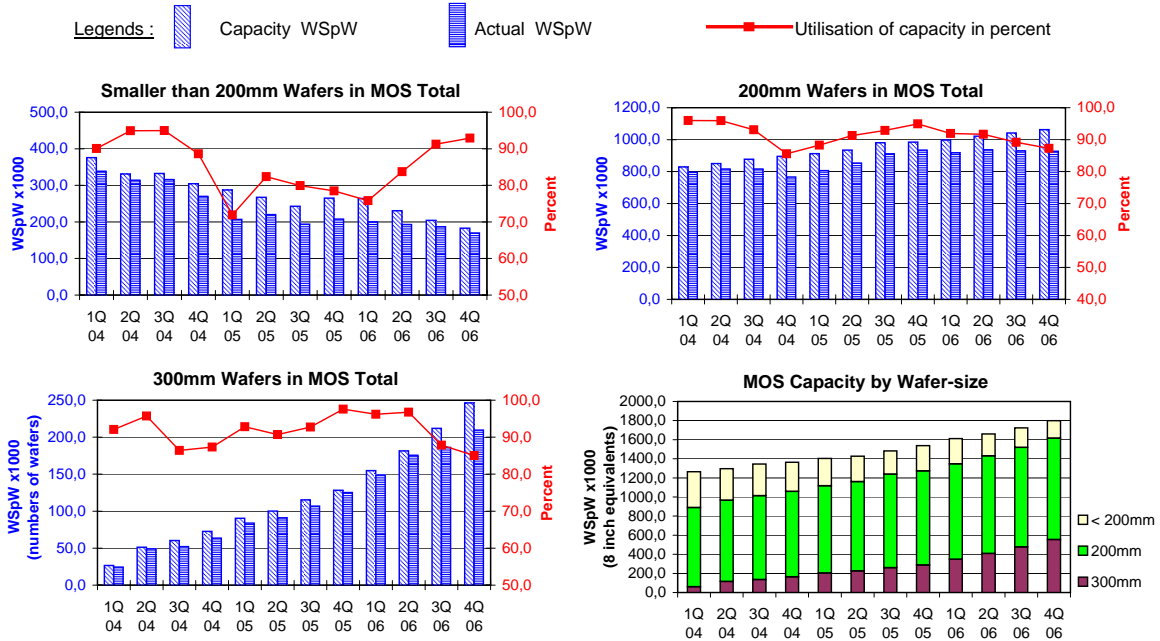 Legends : Capacity WSpW Actual WSpW Utilisation of capacity in percent
Smaller than 200mm Wafers in MOS Total
WSpW x1000
500,0
400,0
300,0
200,0
100,0
0,0
100,0
90,0
80,0
70,0
60,0
50,0
Percent
1Q 2Q 3Q 4Q 1Q 2Q 3Q 4Q 1Q 2Q 3Q 4Q
04 04 04 04 05 05 05 05 06 06 06 06
200mm Wafers in MOS Total
WSpW x1000
1200,0
1000,0
800,0
600,0
400,0
200,0
0,0
100,0
90,0
80,0
70,0
60,0
50,0
40,0
Percent
1Q 2Q 3Q 4Q 1Q 2Q 3Q 4Q 1Q 2Q 3Q 4Q
04 04 04 04 05 05 05 05 06 06 06 06
300mm Wafers in MOS Total
WSpW x1000
(numbers of wafers)
250,0
200,0
150,0
100,0
50,0
0,0
100,0
90,0
80,0
70,0
60,0
50,0
Percent
1Q 2Q 3Q 4Q 1Q 2Q 3Q 4Q 1Q 2Q 3Q 4Q
04 04 04 04 05 05 05 05 06 06 06 06
MOS Capacity by Wafer-size
WSpW x1000
(8 inch equivalents)
2000,0
1800,0
1600,0
1400,0
1200,0
1000,0
800,0
600,0
400,0
200,0
0,0
< 200mm
200mm
300mm
1Q 2Q 3Q 4Q 1Q 2Q 3Q 4Q 1Q 2Q 3Q 4Q
04 04 04 04 05 05 05 05 06 06 06 06